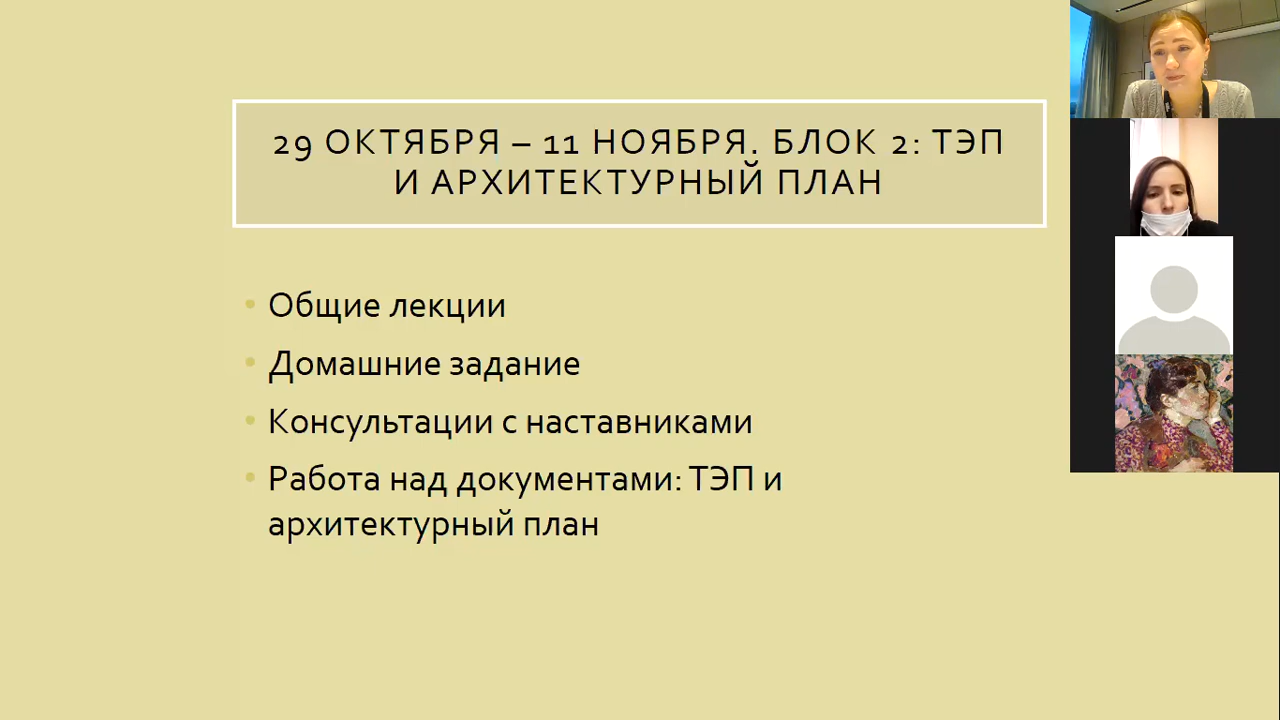 29 ОКТЯБРЯ – 11 НОЯБРЯ. БЛОК 2: ТЭП
И АРХИТЕКТУРНЫЙ ПЛАН
• Общие лекции
• Домашние задание
• Консультации с наставниками
• Работа над документами: ТЭП и
архитектурный план